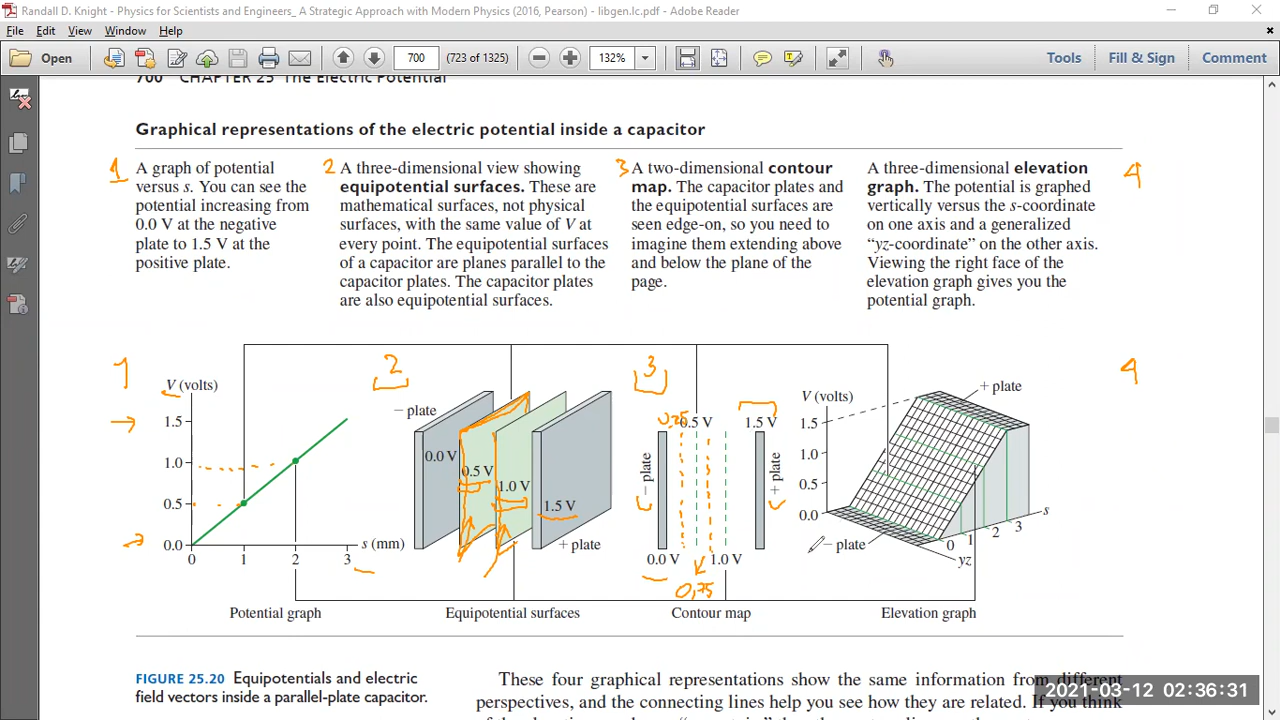 Randall D. Knight - Physics for Scientists and Engineers_ A Strategic Approach with Modern Physics (2016, Pearson) - libgen.lc.pdf - Adobe Reader
File Edit View Window Help
Open 700 (723 of 1325) 132% Tools Fill & Sign Comment
700 CHAPTER 25 The Electric Potential
Graphical representations of the electric potential inside a capacitor
1
A graph of potential
versus s. You can see the
potential increasing from
0.0 V at the negative
plate to 1.5 V at the
positive plate.
2
A three-dimensional view showing
equipotential surfaces. These are
mathematical surfaces, not physical
surfaces, with the same value of V at
every point. The equipotential surfaces
of a capacitor are planes parallel to the
capacitor plates. The capacitor plates
are also equipotential surfaces.
3
A two-dimensional contour
map. The capacitor plates and
the equipotential surfaces are
seen edge-on, so you need to
imagine them extending above
and below the plane of the
page.
4
A three-dimensional elevation
graph. The potential is graphed
vertically versus the s-coordinate
on one axis and a generalized
“yz-coordinate” on the other axis.
Viewing the right face of the
elevation graph gives you the
potential graph.
1
V (volts)
1.5
1.0
0.5
0.0
0 1 2 3
s (mm)
Potential graph
2
− plate
0.0 V
0.5 V
1.0 V
1.5 V
+ plate
Equipotential surfaces
3
0.25
0.5 V
1.5 V
− plate
+ plate
0.0 V
1.0 V
0,75
Contour map
4
V (volts)
1.5
1.0
0.5
0.0
+ plate
− plate
0 1 2 3
s
yz
Elevation graph
FIGURE 25.20 Equipotentials and electric
field vectors inside a parallel-plate capacitor.
These four graphical representations show the same information from different
perspectives, and the connecting lines help you see how they are related. If you think
2021-03-12 02:36:31